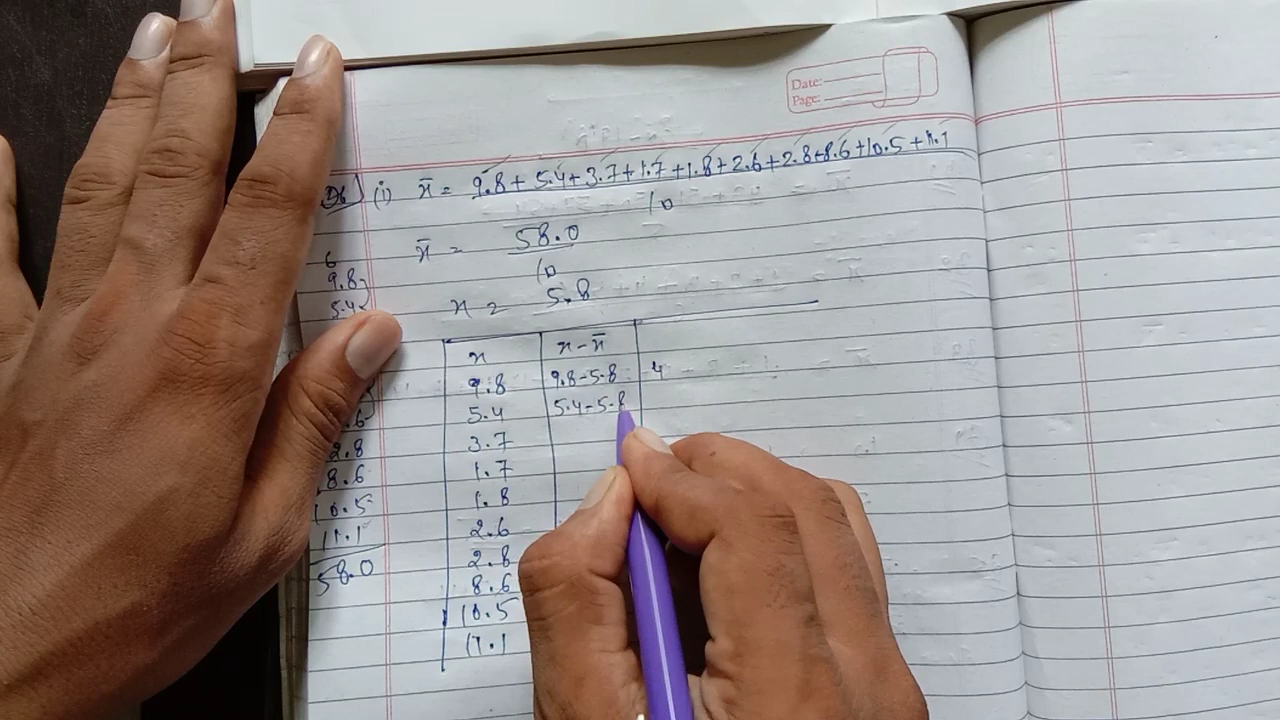 Date:
Page:
Q6) (i) x̄ = 9.8 + 5.4 + 3.7 + 1.7 + 1.8 + 2.6 + 2.8 + 8.6 + 10.5 + 11.1
10
x̄ = 58.0
10
x = 5.8
6
9.8
5.4
2.8
8.6
10.5
11.1
58.0
x x - x̄
9.8 9.8 - 5.8 4
5.4 5.4 - 5.8
3.7
1.7
1.8
2.6
2.8
8.6
10.5
11.1